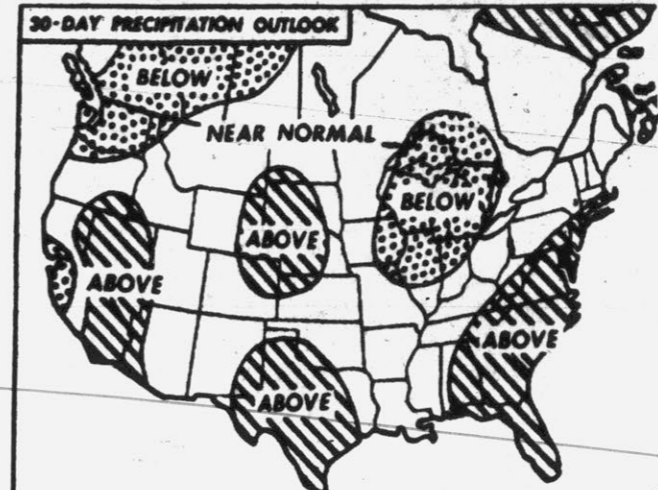 30-DAY PRECIPITATION OUTLOOK
BELOW
NEAR NORMAL
BELOW
ABOVE
ABOVE
ABOVE
ABOVE